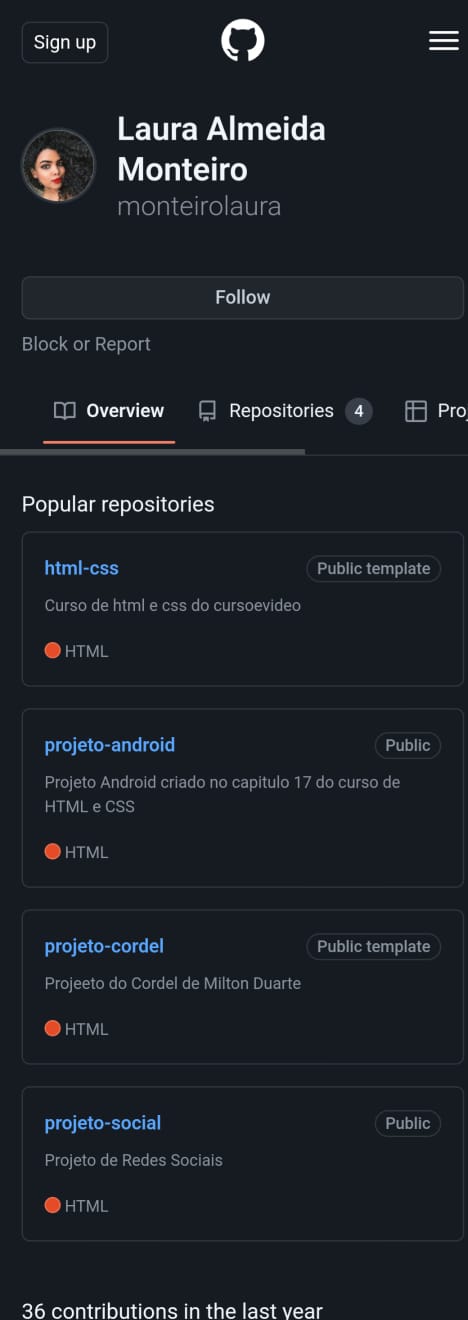 Sign up
Laura Almeida
Monteiro
monteirolaura
Follow
Block or Report
Overview
Repositories 4
Proj
Popular repositories
html-css
Public template
Curso de html e css do cursoevideo
HTML
projeto-android
Public
Projeto Android criado no capitulo 17 do curso de
HTML e CSS
HTML
projeto-cordel
Public template
Projeeto do Cordel de Milton Duarte
HTML
projeto-social
Public
Projeto de Redes Sociais
HTML
36 contributions in the last year